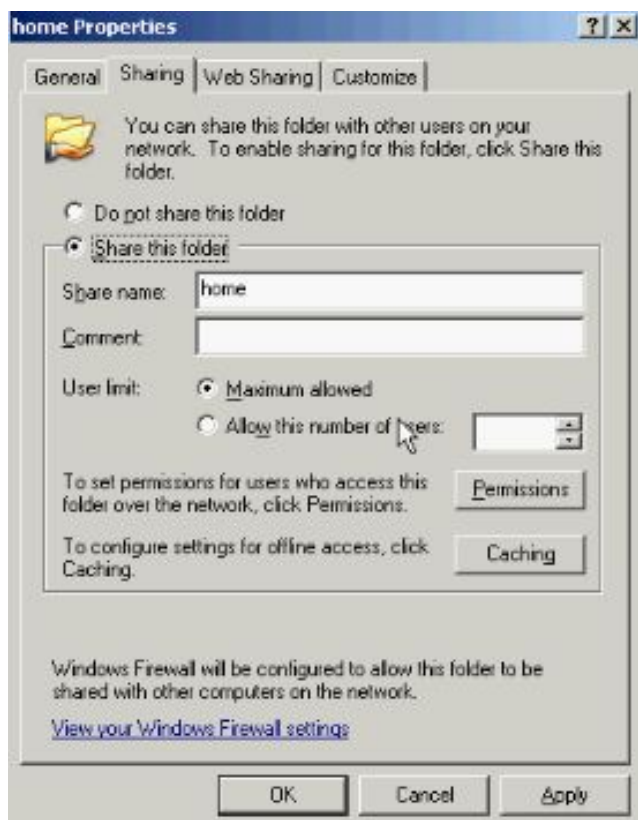 home Properties
General Sharing Web Sharing Customize
You can share this folder with other users on your
network. To enable sharing for this folder, click Share this
folder.
Do not share this folder
Share this folder
Share name: home
Comment:
User limit: Maximum allowed
Allow this number of users:
To set permissions for users who access this
folder over the network, click Permissions.
Permissions
To configure settings for offline access, click
Caching.
Caching
Windows Firewall will be configured to allow this folder to be
shared with other computers on the network.
View your Windows Firewall settings
OK Cancel Apply